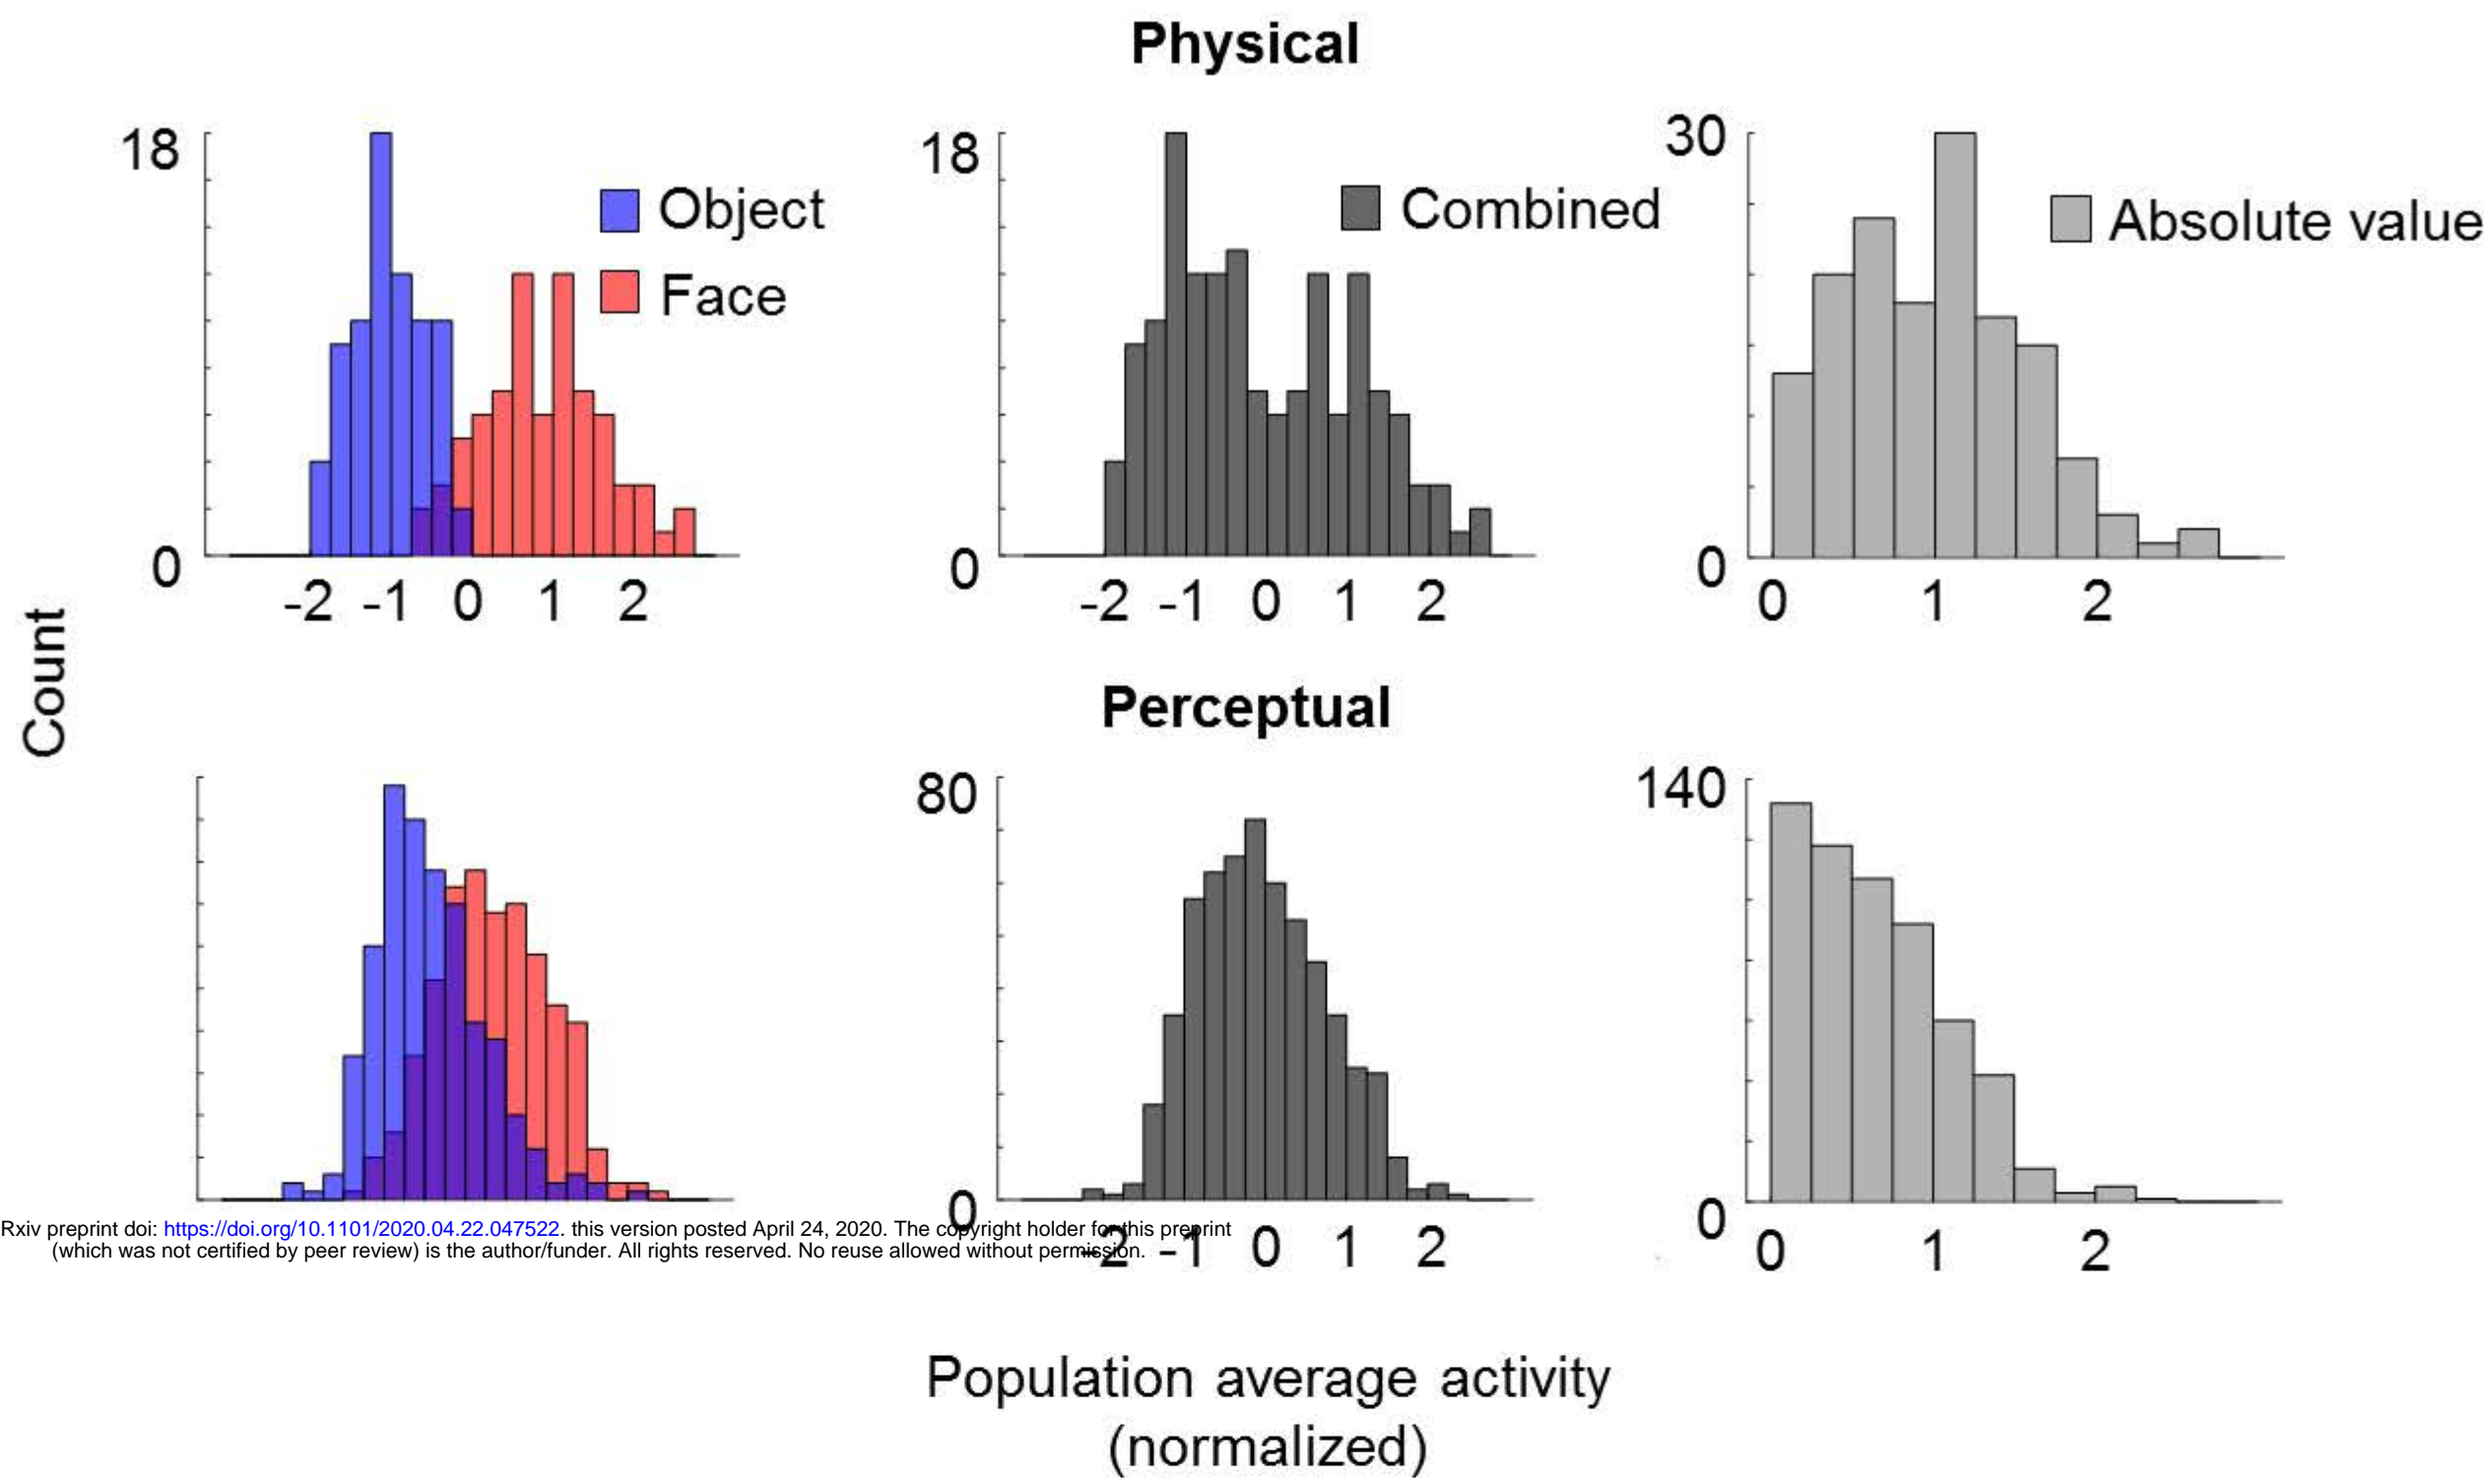 Physical
18
Object
Face
0
-2 -1 0 1 2
18
Combined
0
-2 -1 0 1 2
30
Absolute value
0
0 1 2
Count
Perceptual
80
0
-2 -1 0 1 2
140
0
0 1 2
Rxiv preprint doi: https://doi.org/10.1101/2020.04.22.047522. this version posted April 24, 2020. The copyright holder for this preprint
(which was not certified by peer review) is the author/funder. All rights reserved. No reuse allowed without permission.
Population average activity
(normalized)